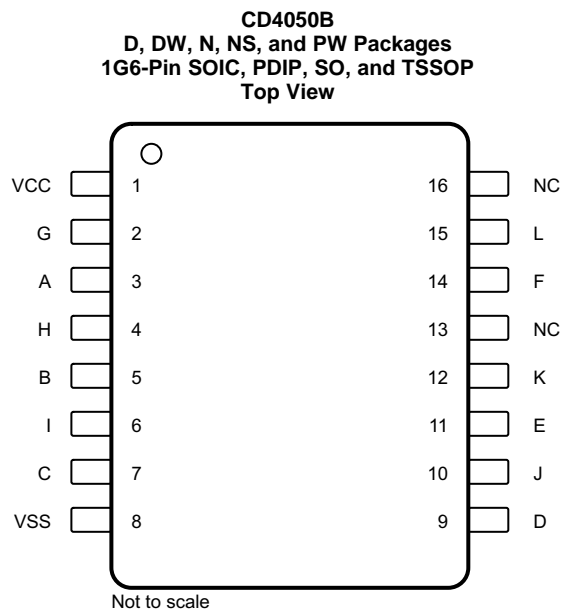 CD4050B
D, DW, N, NS, and PW Packages
1G6-Pin SOIC, PDIP, SO, and TSSOP
Top View
VCC 1 16 NC
G 2 15 L
A 3 14 F
H 4 13 NC
B 5 12 K
I 6 11 E
C 7 10 J
VSS 8 9 D
Not to scale